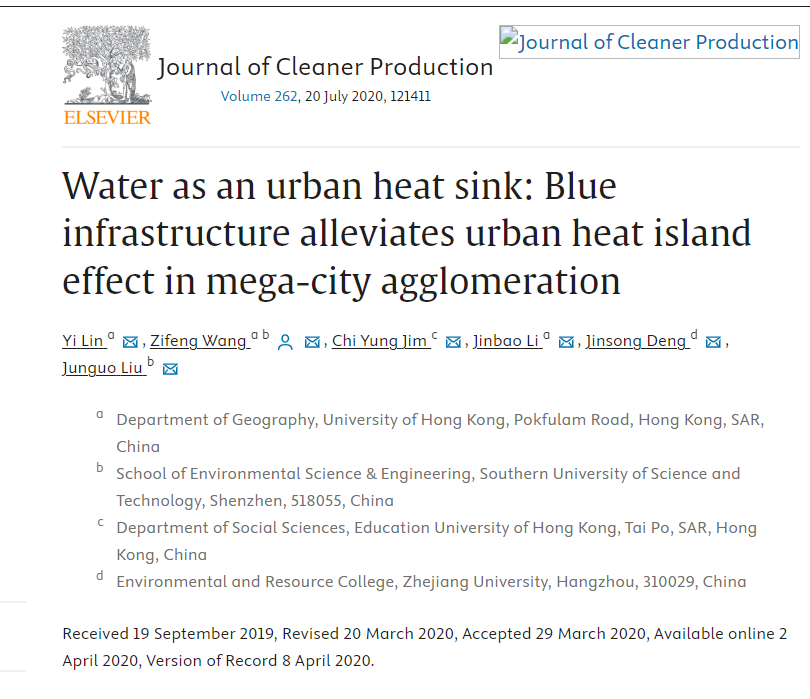 ELSEVIER
Journal of Cleaner Production
Volume 262, 20 July 2020, 121411
Journal of Cleaner Production
Water as an urban heat sink: Blue
infrastructure alleviates urban heat island
effect in mega-city agglomeration
Yi Lin a, Zifeng Wang a b, Chi Yung Jim c, Jinbao Li a, Jinsong Deng d,
Junguo Liu b
a Department of Geography, University of Hong Kong, Pokfulam Road, Hong Kong, SAR,
China
b School of Environmental Science & Engineering, Southern University of Science and
Technology, Shenzhen, 518055, China
c Department of Social Sciences, Education University of Hong Kong, Tai Po, SAR, Hong
Kong, China
d Environmental and Resource College, Zhejiang University, Hangzhou, 310029, China
Received 19 September 2019, Revised 20 March 2020, Accepted 29 March 2020, Available online 2
April 2020, Version of Record 8 April 2020.